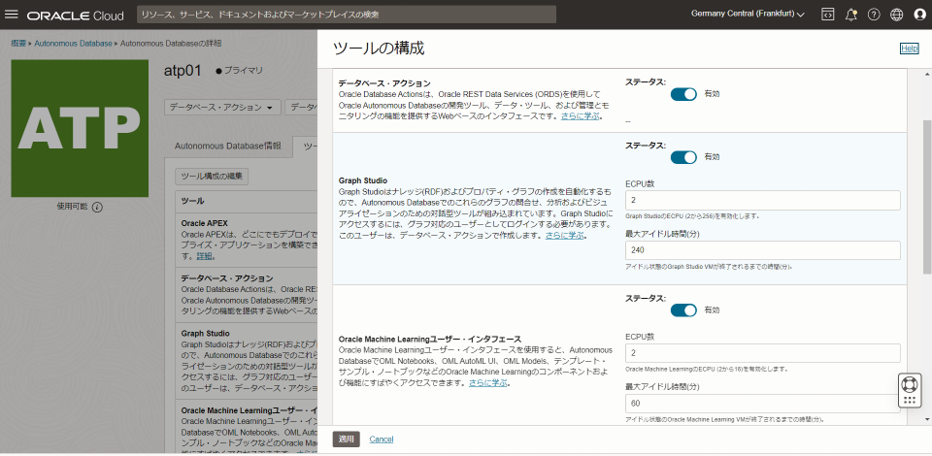 ORACLE Cloud
リソース、サービス、ドキュメントおよびマーケットプレイスの検索
Germany Central (Frankfurt)
概要 » Autonomous Database » Autonomous Databaseの詳細
ATP
使用可能
atp01 ● プライマリ
データベース・アクション
データベ
Autonomous Database情報
ツー
ツール構成の編集
ツール
Oracle APEX
Oracle APEXは、どこにでもデプロイで
プライズ・アプリケーションを構築でき
す。詳細。
データベース・アクション
Oracle Database Actionsは、Oracle RES
Oracle Autonomous Databaseの開発ツー
タリングの機能を提供するWebベースの
Graph Studio
Graph Studioはナレッジ(RDF)およびプ
ので、Autonomous Databaseでのこれら
ライゼーションのための対話型ツールが
クセスするには、グラフ対応のユーザー
のユーザーは、データベース・アクショ
Oracle Machine Learningユーザー・イ
Oracle Machine Learningユーザー・イン
DatabaseでOML Notebooks、OML Aut
ンプル・ノートブックなどのOracle Ma
ツールの構成
Help
データベース・アクション
Oracle Database Actionsは、Oracle REST Data Services (ORDS)を使用して
Oracle Autonomous Databaseの開発ツール、データ・ツール、および管理とモ
ニタリングの機能を提供するWebベースのインタフェースです。さらに学ぶ。
ステータス:
有効
--
Graph Studio
Graph Studioはナレッジ(RDF)およびプロパティ・グラフの作成を自動化するも
ので、Autonomous Databaseでのこれらのグラフの問合せ、分析およびビジュ
アライゼーションのための対話型ツールが組み込まれています。Graph Studioに
アクセスするには、グラフ対応のユーザーとしてログインする必要があります。
このユーザーは、データベース・アクションで作成します。さらに学ぶ。
ステータス:
有効
ECPU数
2
Graph StudioのECPU (2から256)を有効化します。
最大アイドル時間(分)
240
アイドル状態のGraph Studio VMが終了されるまでの時間(分)。
Oracle Machine Learningユーザー・インタフェース
Oracle Machine Learningユーザー・インタフェースを使用すると、Autonomous
DatabaseでOML Notebooks、OML AutoML UI、OML Models、テンプレート・
サンプル・ノートブックなどのOracle Machine Learningのコンポーネントおよ
び機能にすばやくアクセスできます。さらに学ぶ。
ステータス:
有効
ECPU数
2
Oracle Machine LearningのECPU (2から16)を有効化します。
最大アイドル時間(分)
60
アイドル状態のOracle Machine Learning VMが終了されるまでの時間(分)。
適用
Cancel